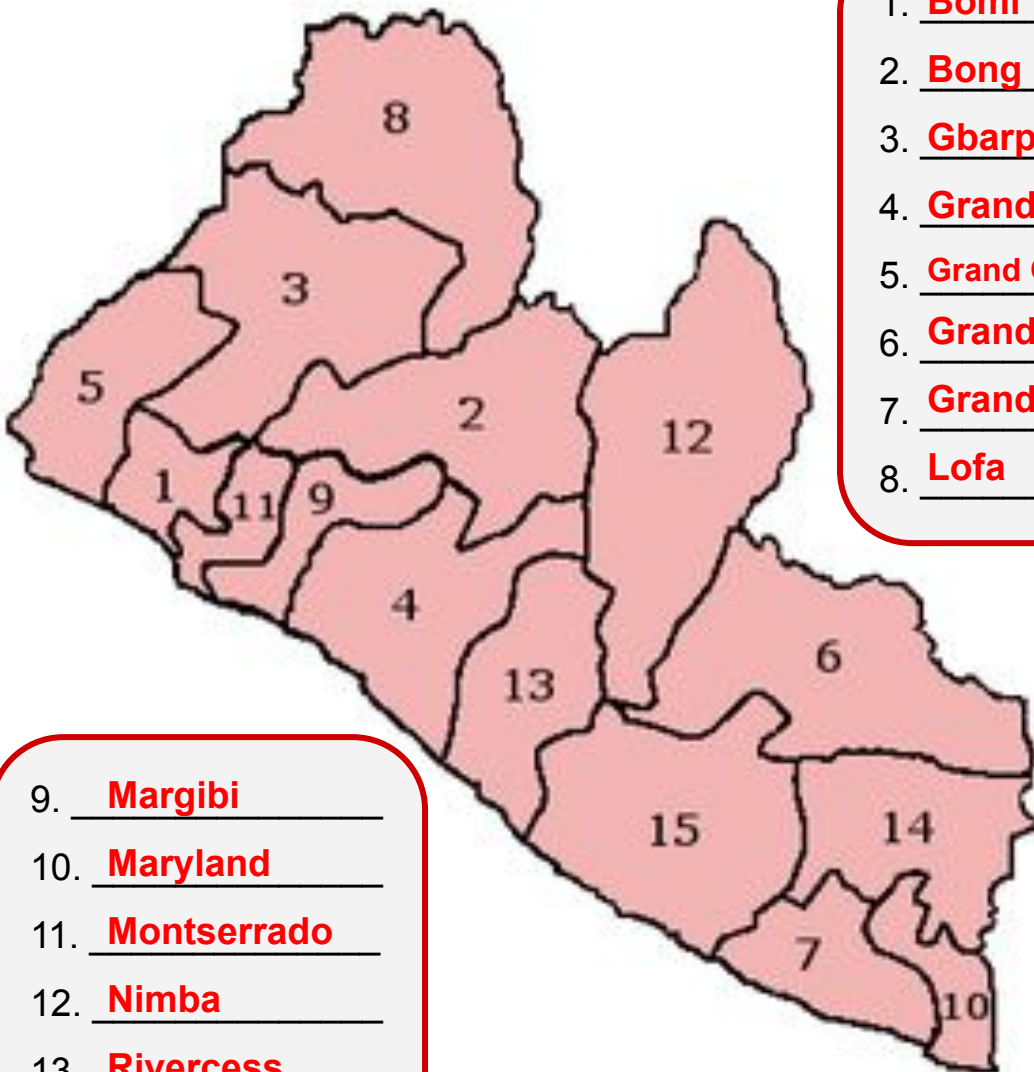 1. Bomi
2. Bong
3. Gbarp
4. Grand
5. Grand
6. Grand
7. Grand
8. Lofa
8
3
5
2
12
1
11
9
4
6
13
15
14
7
10
9. Margibi
10. Maryland
11. Montserrado
12. Nimba
13. Rivercess